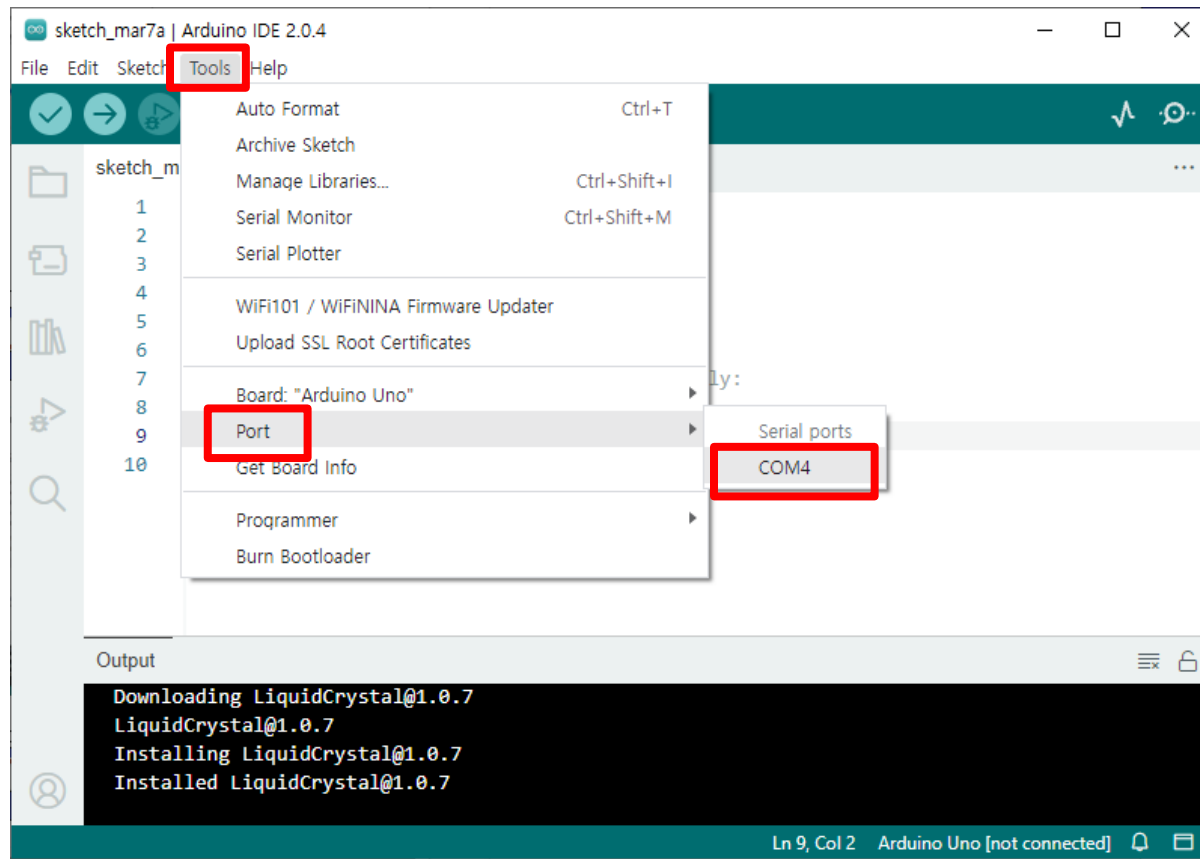 sketch_mar7a | Arduino IDE 2.0.4
File Edit Sketch Tools Help
Auto Format Ctrl+T
Archive Sketch
sketch_m
Manage Libraries... Ctrl+Shift+I
1
Serial Monitor Ctrl+Shift+M
2
Serial Plotter
3
4
WiFi101 / WiFiNINA Firmware Updater
5
Upload SSL Root Certificates
6
7
ly:
Board: "Arduino Uno"
8
Port
Serial ports
9
Get Board Info
COM4
10
Programmer
Burn Bootloader
Output
Downloading LiquidCrystal@1.0.7
LiquidCrystal@1.0.7
Installing LiquidCrystal@1.0.7
Installed LiquidCrystal@1.0.7
Ln 9, Col 2 Arduino Uno [not connected]